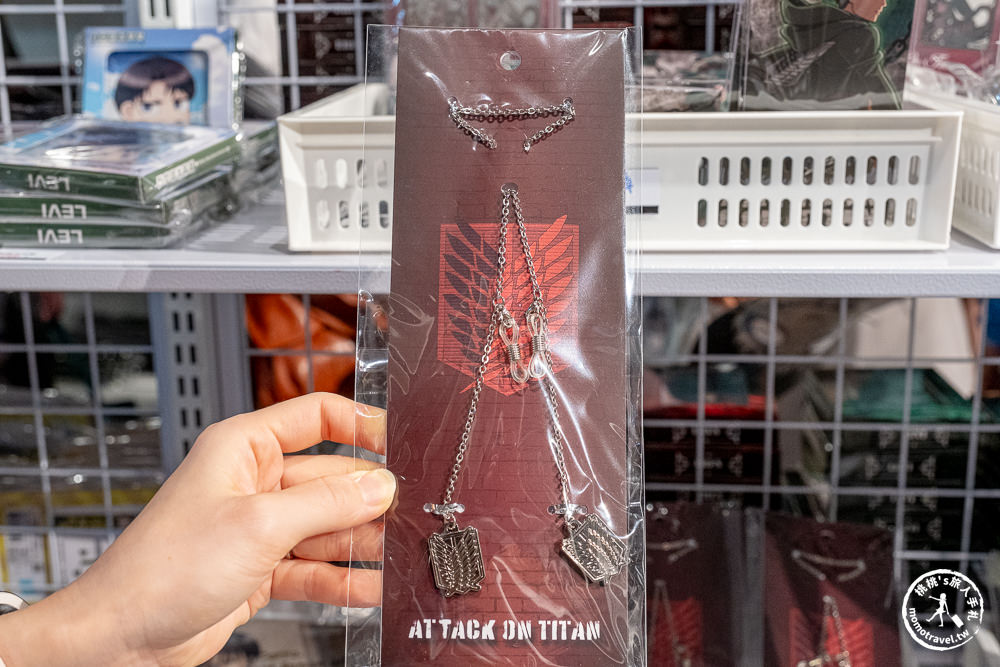 LEVI
LEVI
LEVI
ATTACK ON TITAN
桃桃's旅人手札
momotravel.tw